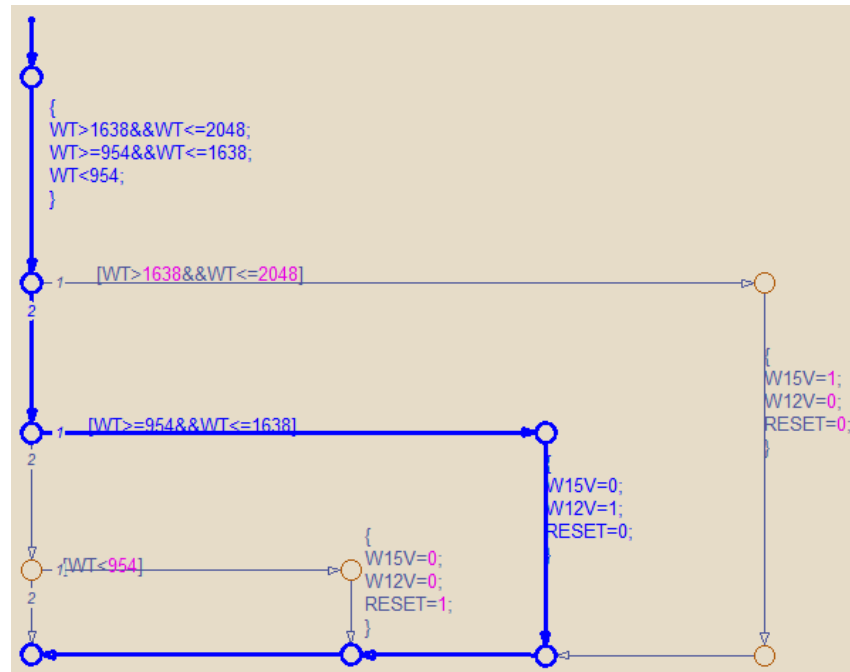 {
WT>1638&&WT<=2048;
WT>=954&&WT<=1638;
WT<954;
}
1
[WT>1638&&WT<=2048]
2
{
W15V=1;
W12V=0;
RESET=0;
}
1
[WT>=954&&WT<=1638]
2
{
W15V=0;
W12V=1;
RESET=0;
}
1
[WT<954]
2
{
W15V=0;
W12V=0;
RESET=1;
}